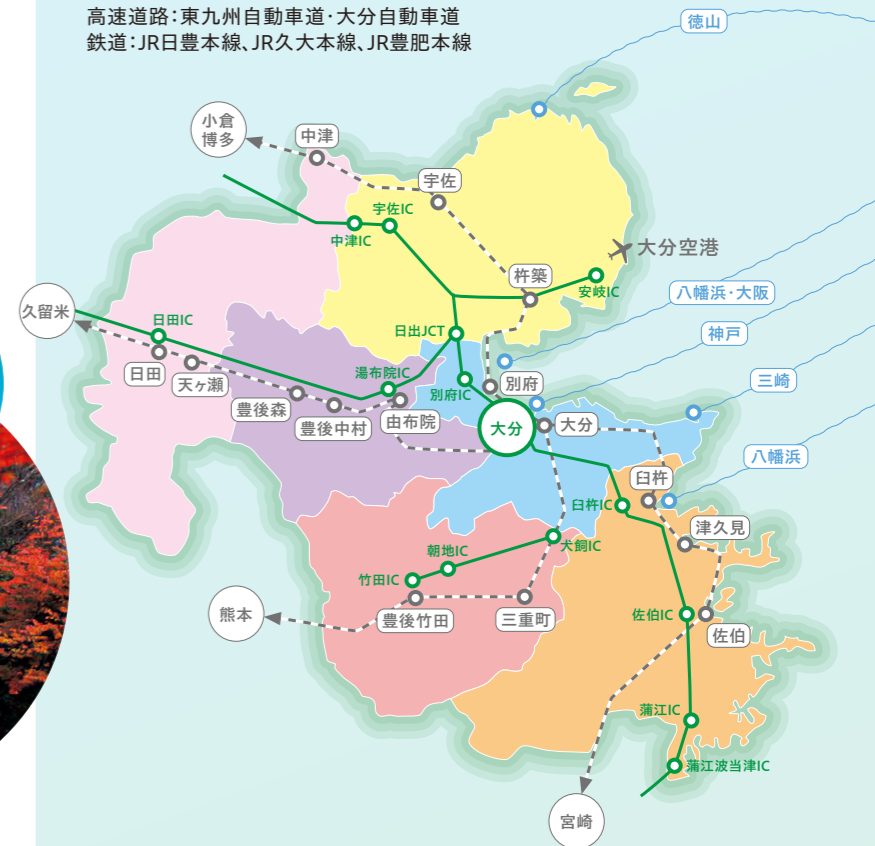 高速道路：東九州自動車道・大分自動車道
鉄道：JR日豊本線、JR久大本線、JR豊肥本線
徳山
小倉
博多
中津
宇佐
宇佐IC
中津IC
大分空港
杵築
安岐IC
八幡浜・大阪
久留米
日田IC
日出JCT
神戸
日田
天ヶ瀬
湯布院IC
別府IC
別府
三崎
豊後森
豊後中村
由布院
大分
大分
八幡浜
臼杵
臼杵IC
津久見
朝地IC
犬飼IC
竹田IC
熊本
豊後竹田
三重町
佐伯IC
佐伯
蒲江IC
蒲江波当津IC
宮崎